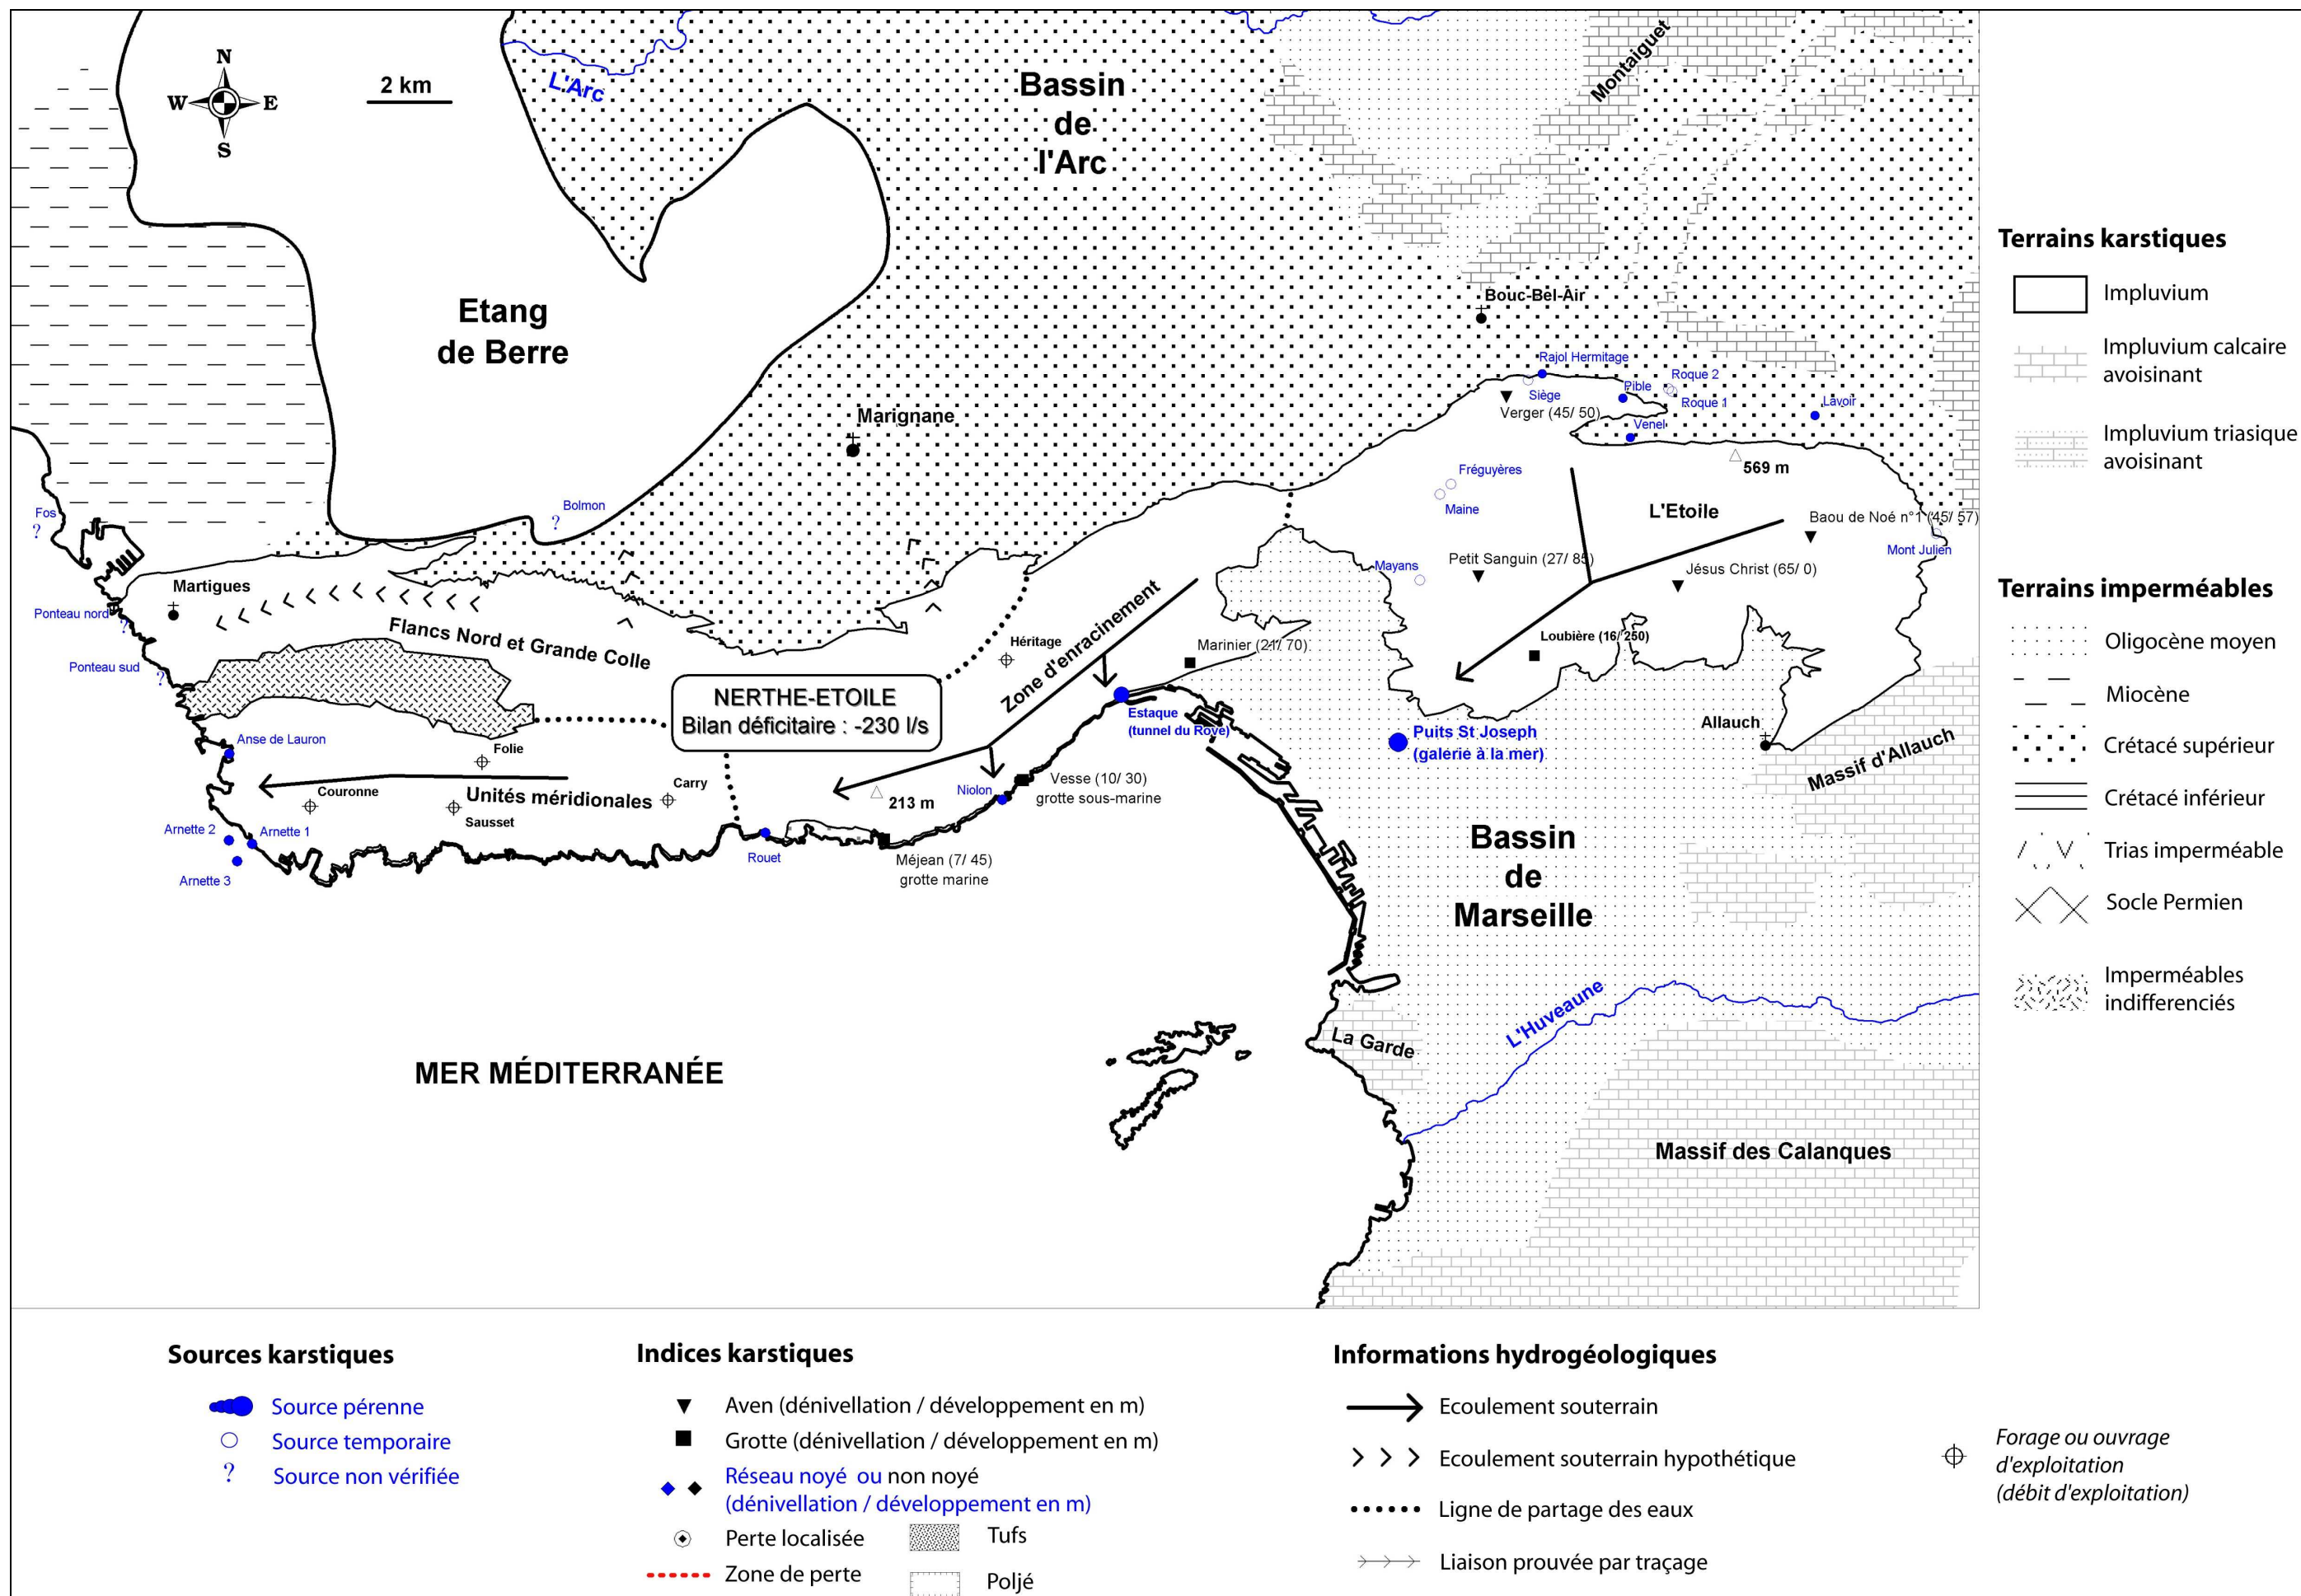 N
W
E
S
2 km
L'Arc
Bassin
de
l'Arc
Montaiguet
Etang
de Berre
Marignane
Bouc-Bel-Air
Rajol Hermitage
Siège
Verger (45/ 50)
Pible
Roque 2
Roque 1
Venel
Lavoir
569 m
Fréguyères
Maine
L'Etoile
Baou de Noé n°1 (45/ 57)
Mont Julien
Fos
?
Bolmon
?
Mayans
Petit Sanguin (27/ 85)
Jésus Christ (65/ 0)
Martigues
Ponteau nord
?
Ponteau sud
?
Flancs Nord et Grande Colle
Héritage
Zone d'enracinement
Marinier (21/ 70)
Loubière (16/ 250)
NERTHE-ETOILE
Bilan déficitaire : -230 l/s
Estaque
(tunnel du Rove)
Puits St Joseph
(galerie à la mer)
Allauch
Massif d'Allauch
Anse de Lauron
Folie
Couronne
Unités méridionales
Sausset
Carry
213 m
Niolon
Vesse (10/ 30)
grotte sous-marine
Arnette 2
Arnette 1
Arnette 3
Rouet
Méjean (7/ 45)
grotte marine
Bassin
de
Marseille
L'Huveaune
La Garde
MER MÉDITERRANÉE
Massif des Calanques
Terrains karstiques
Impluvium
Impluvium calcaire
avoisinant
Impluvium triasique
avoisinant
Terrains imperméables
Oligocène moyen
Miocène
Crétacé supérieur
Crétacé inférieur
Trias imperméable
Socle Permien
Imperméables
indifferenciés
Sources karstiques
Source pérenne
Source temporaire
? Source non vérifiée
Indices karstiques
Aven (dénivellation / développement en m)
Grotte (dénivellation / développement en m)
Réseau noyé ou non noyé
(dénivellation / développement en m)
Perte localisée
Zone de perte
Tufs
Poljé
Informations hydrogéologiques
Ecoulement souterrain
Ecoulement souterrain hypothétique
Ligne de partage des eaux
Liaison prouvée par traçage
Forage ou ouvrage
d'exploitation
(débit d'exploitation)